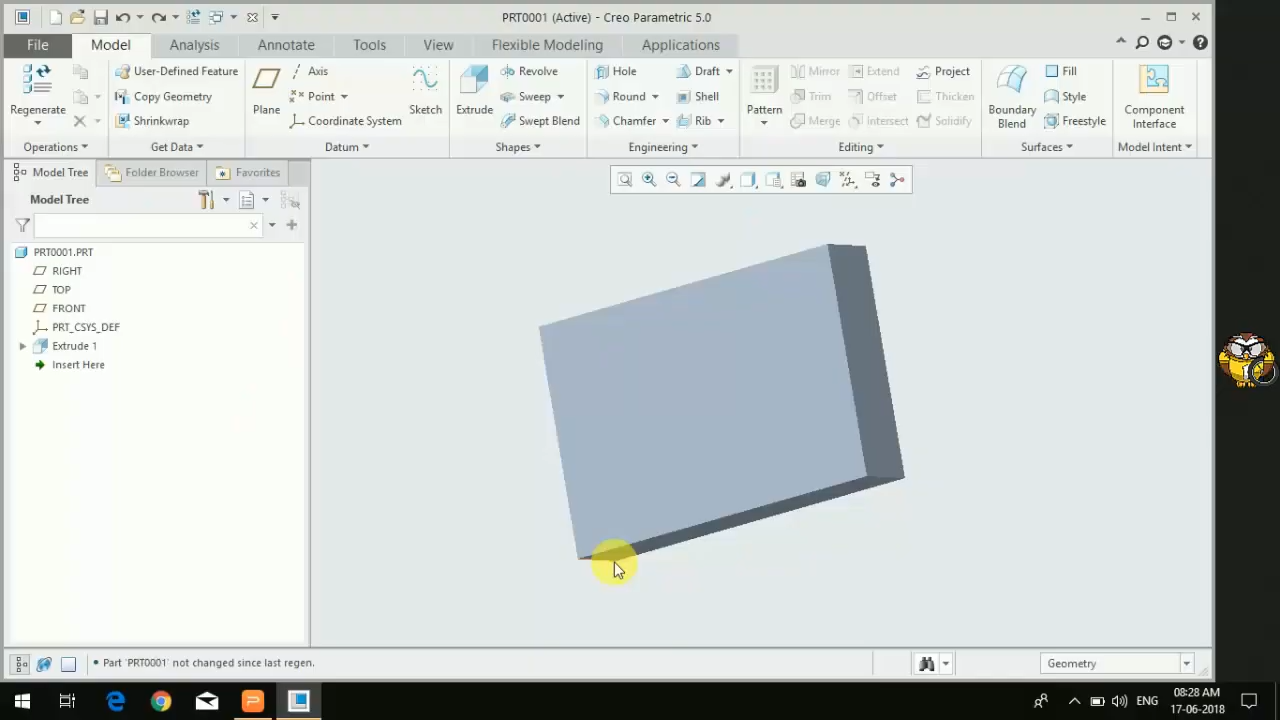 PRT0001 (Active) - Creo Parametric 5.0
File Model Analysis Annotate Tools View Flexible Modeling Applications
User-Defined Feature Axis Revolve Hole Draft Mirror Extend Project Fill
Copy Geometry Point Sweep Round Shell Trim Offset Thicken Style
Regenerate Plane Sketch Extrude Pattern Boundary Blend Component Interface
Shrinkwrap Coordinate System Swept Blend Chamfer Rib Merge Intersect Solidify Freestyle
Operations Get Data Datum Shapes Engineering Editing Surfaces Model Intent
Model Tree Folder Browser Favorites
Model Tree
PRT0001.PRT
RIGHT
TOP
FRONT
PRT_CSYS_DEF
Extrude 1
Insert Here
• Part 'PRT0001' not changed since last regen.
Geometry
ENG
08:28 AM
17-06-2018